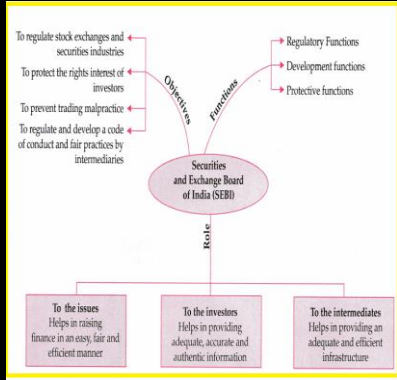 To regulate stock exchanges and
securities industries
To protect the rights interest of
investors
To prevent trading malpractice
To regulate and develop a code
of conduct and fair practices by
intermediaries
Objectives
Functions
Regulatory Functions
Development functions
Protective functions
Securities
and Exchange Board
of India (SEBI)
Role
To the issues
Helps in raising
finance in an easy, fair and
efficient manner
To the investors
Helps in providing
adequate, accurate and
authentic information
To the intermediates
Helps in providing an
adequate and efficient
infrastructure